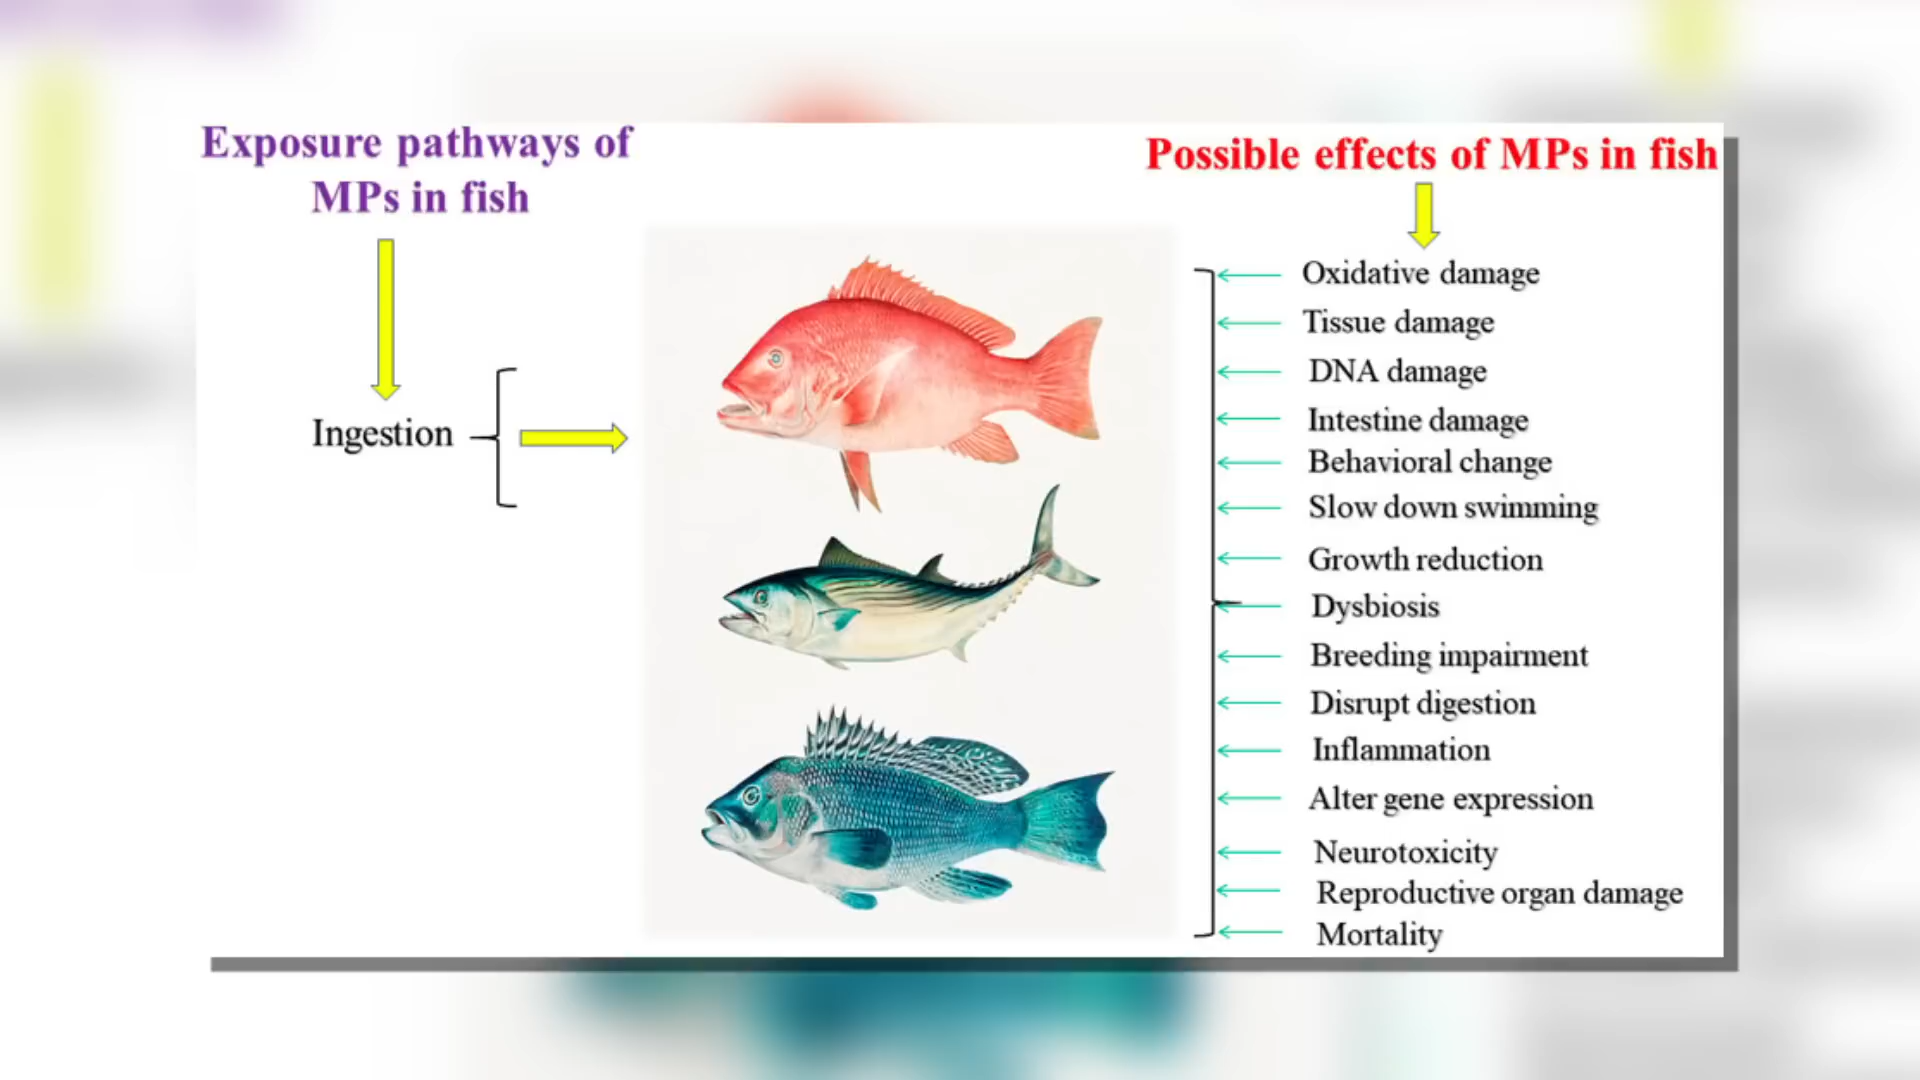 Exposure pathways of
MPs in fish
Ingestion
Possible effects of MPs in fish
Oxidative damage
Tissue damage
DNA damage
Intestine damage
Behavioral change
Slow down swimming
Growth reduction
Dysbiosis
Breeding impairment
Disrupt digestion
Inflammation
Alter gene expression
Neurotoxicity
Reproductive organ damage
Mortality